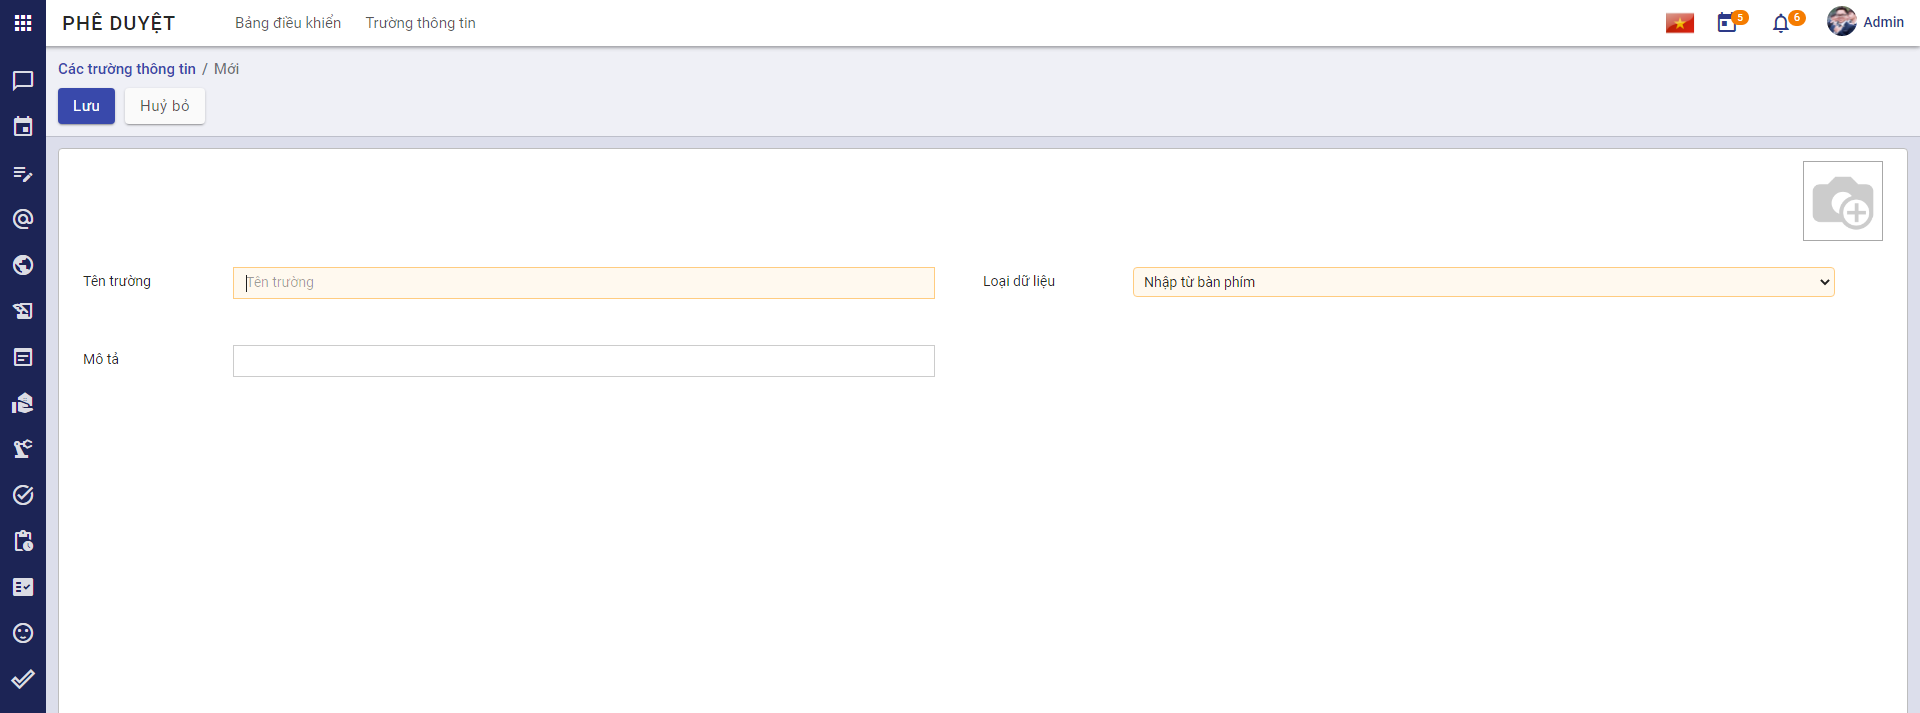 PHÊ DUYỆT Bảng điều khiển Trường thông tin 5 6 Admin
Các trường thông tin / Mới
Lưu Huỷ bỏ
Tên trường Tên trường Loại dữ liệu Nhập từ bàn phím
Mô tả